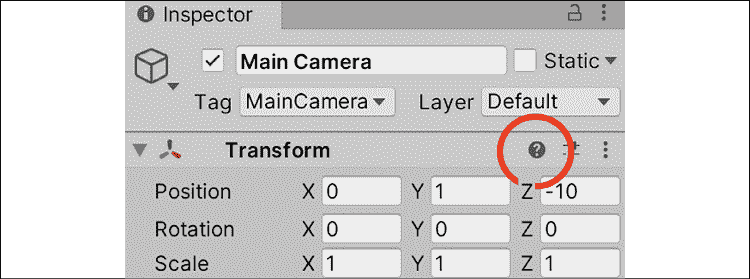 Inspector
Main Camera Static
Tag MainCamera Layer Default
Transform
Position X 0 Y 1 Z -10
Rotation X 0 Y 0 Z 0
Scale X 1 Y 1 Z 1